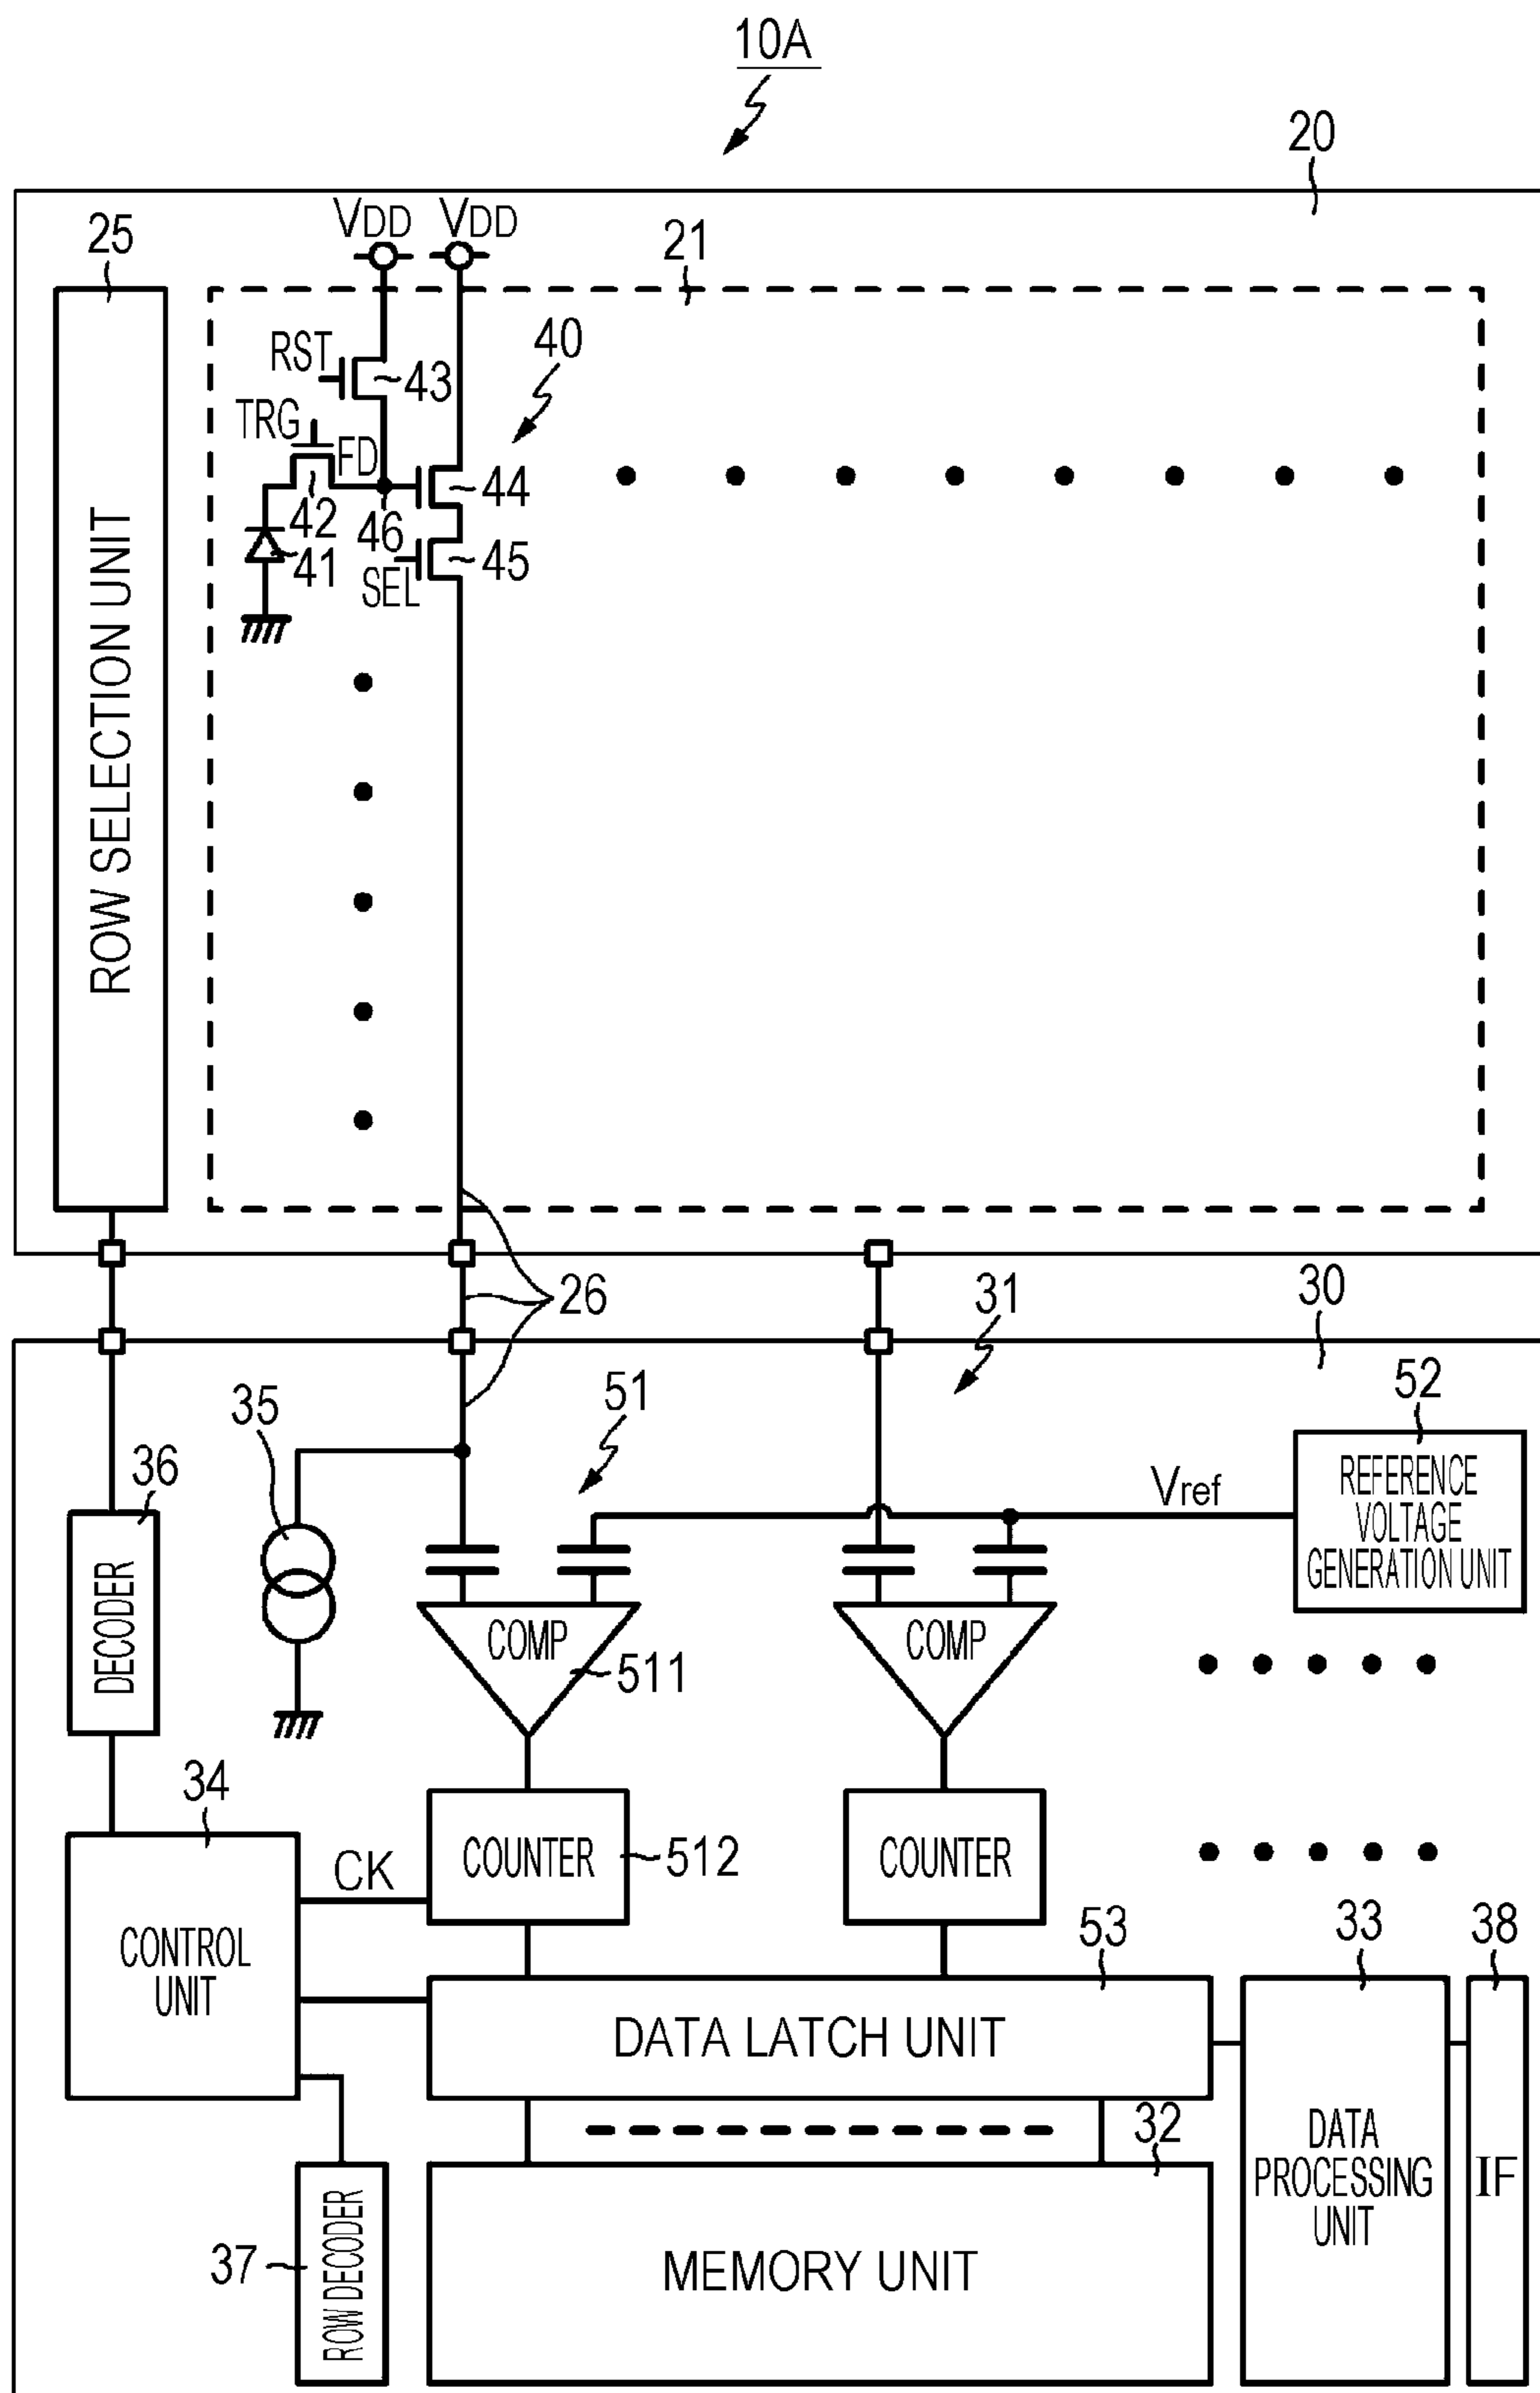 10A
20
25
VDD
VDD
21
RST
43
40
TRG
FD
44
42
46
41
45
SEL
ROW SELECTION UNIT
26
31
30
35
51
52
36
Vref
REFERENCE
VOLTAGE
GENERATION UNIT
DECODER
COMP
511
COMP
34
CK
COUNTER
512
COUNTER
CONTROL
UNIT
53
33
38
DATA LATCH UNIT
32
DATA
PROCESSING
UNIT
IF
37
ROW DECODER
MEMORY UNIT